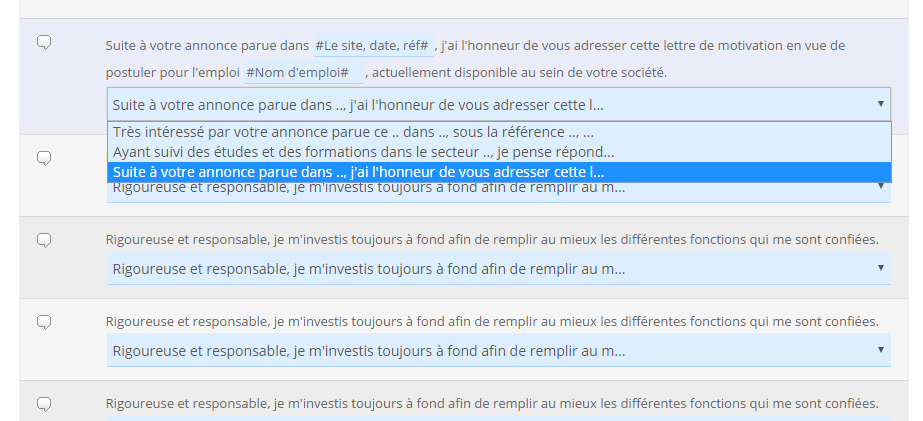 Suite à votre annonce parue dans #Le site, date, réf# , j'ai l'honneur de vous adresser cette lettre de motivation en vue de
postuler pour l'emploi #Nom d'emploi# , actuellement disponible au sein de votre société.
Suite à votre annonce parue dans .., j'ai l'honneur de vous adresser cette l...
Très intéressé par votre annonce parue ce .. dans .., sous la référence .., ...
Ayant suivi des études et des formations dans le secteur .., je pense répond...
Suite à votre annonce parue dans .., j'ai l'honneur de vous adresser cette l...
Rigoureuse et responsable, je m'investis toujours à fond afin de remplir au m...
Rigoureuse et responsable, je m'investis toujours à fond afin de remplir au mieux les différentes fonctions qui me sont confiées.
Rigoureuse et responsable, je m'investis toujours à fond afin de remplir au m...
Rigoureuse et responsable, je m'investis toujours à fond afin de remplir au mieux les différentes fonctions qui me sont confiées.
Rigoureuse et responsable, je m'investis toujours à fond afin de remplir au m...
Rigoureuse et responsable, je m'investis toujours à fond afin de remplir au mieux les différentes fonctions qui me sont confiées.